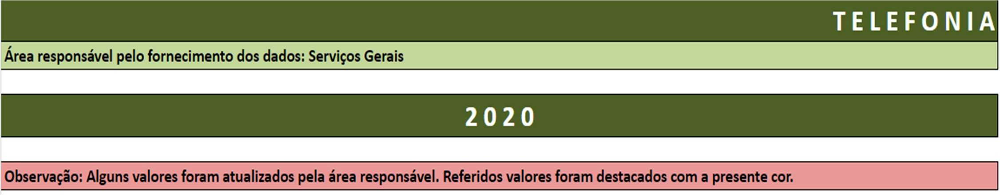 TELEFONIA
Área responsável pelo fornecimento dos dados: Serviços Gerais
2020
Observação: Alguns valores foram atualizados pela área responsável. Referidos valores foram destacados com a presente cor.